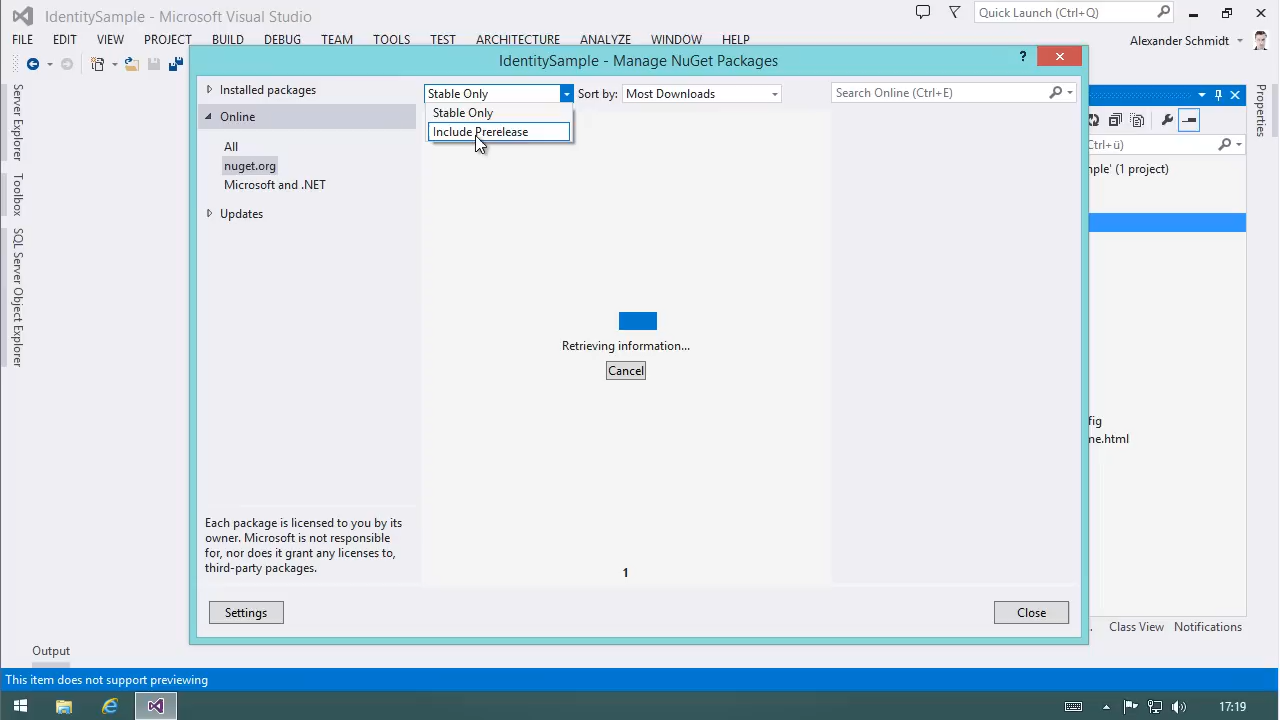 IdentitySample - Microsoft Visual Studio
Quick Launch (Ctrl+Q)
FILE EDIT VIEW PROJECT BUILD DEBUG TEAM TOOLS TEST ARCHITECTURE ANALYZE WINDOW HELP
Alexander Schmidt
IdentitySample - Manage NuGet Packages
?
Server Explorer
Toolbox
SQL Server Object Explorer
Installed packages
Online
All
nuget.org
Microsoft and .NET
Updates
Stable Only
Sort by: Most Downloads
Search Online (Ctrl+E)
Stable Only
Include Prerelease
Retrieving information...
Cancel
1
Each package is licensed to you by its
owner. Microsoft is not responsible
for, nor does it grant any licenses to,
third-party packages.
Settings
Close
Ctrl+ü)
mple' (1 project)
fig
me.html
Properties
Class View Notifications
Output
This item does not support previewing
17:19